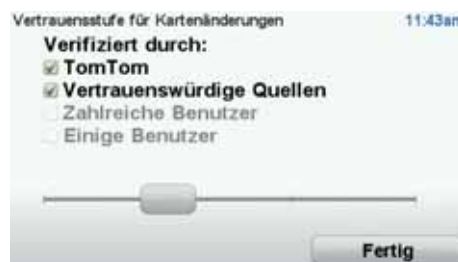 Vertrauensstufe für Kartenänderungen 11:43am
Verifiziert durch:
TomTom
Vertrauenswürdige Quellen
Zahlreiche Benutzer
Einige Benutzer
Fertig